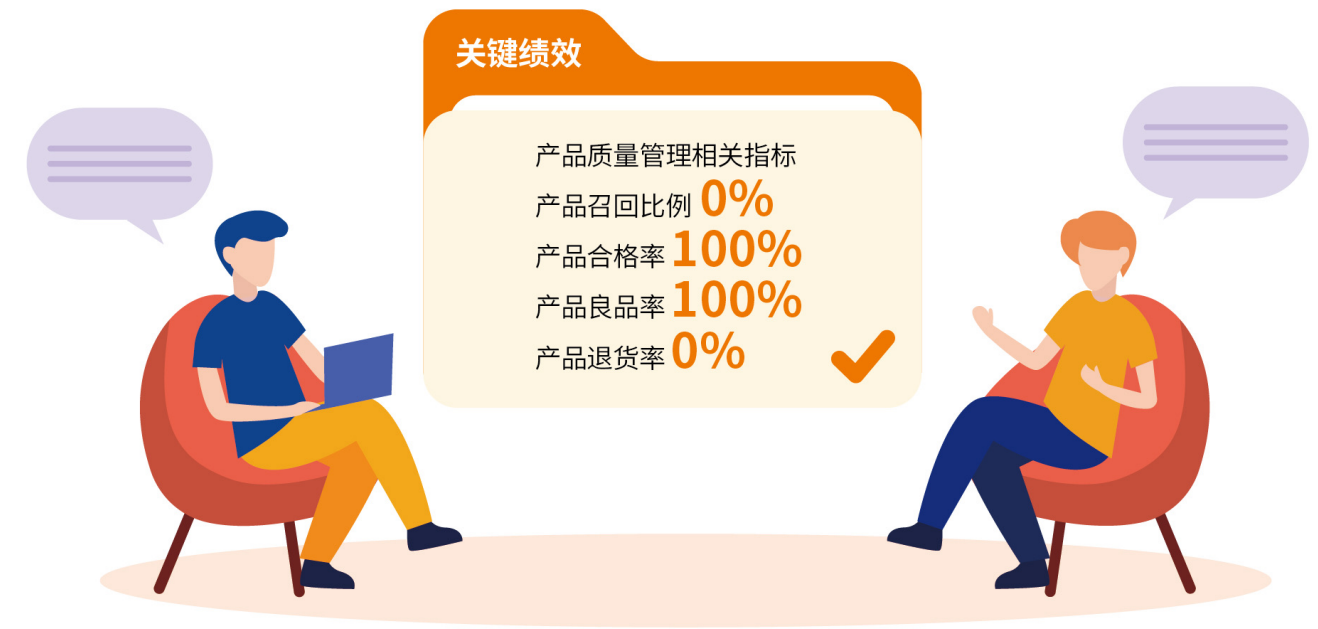 关键绩效
产品质量管理相关指标
产品召回比例 0%
产品合格率 100%
产品良品率 100%
产品退货率 0%